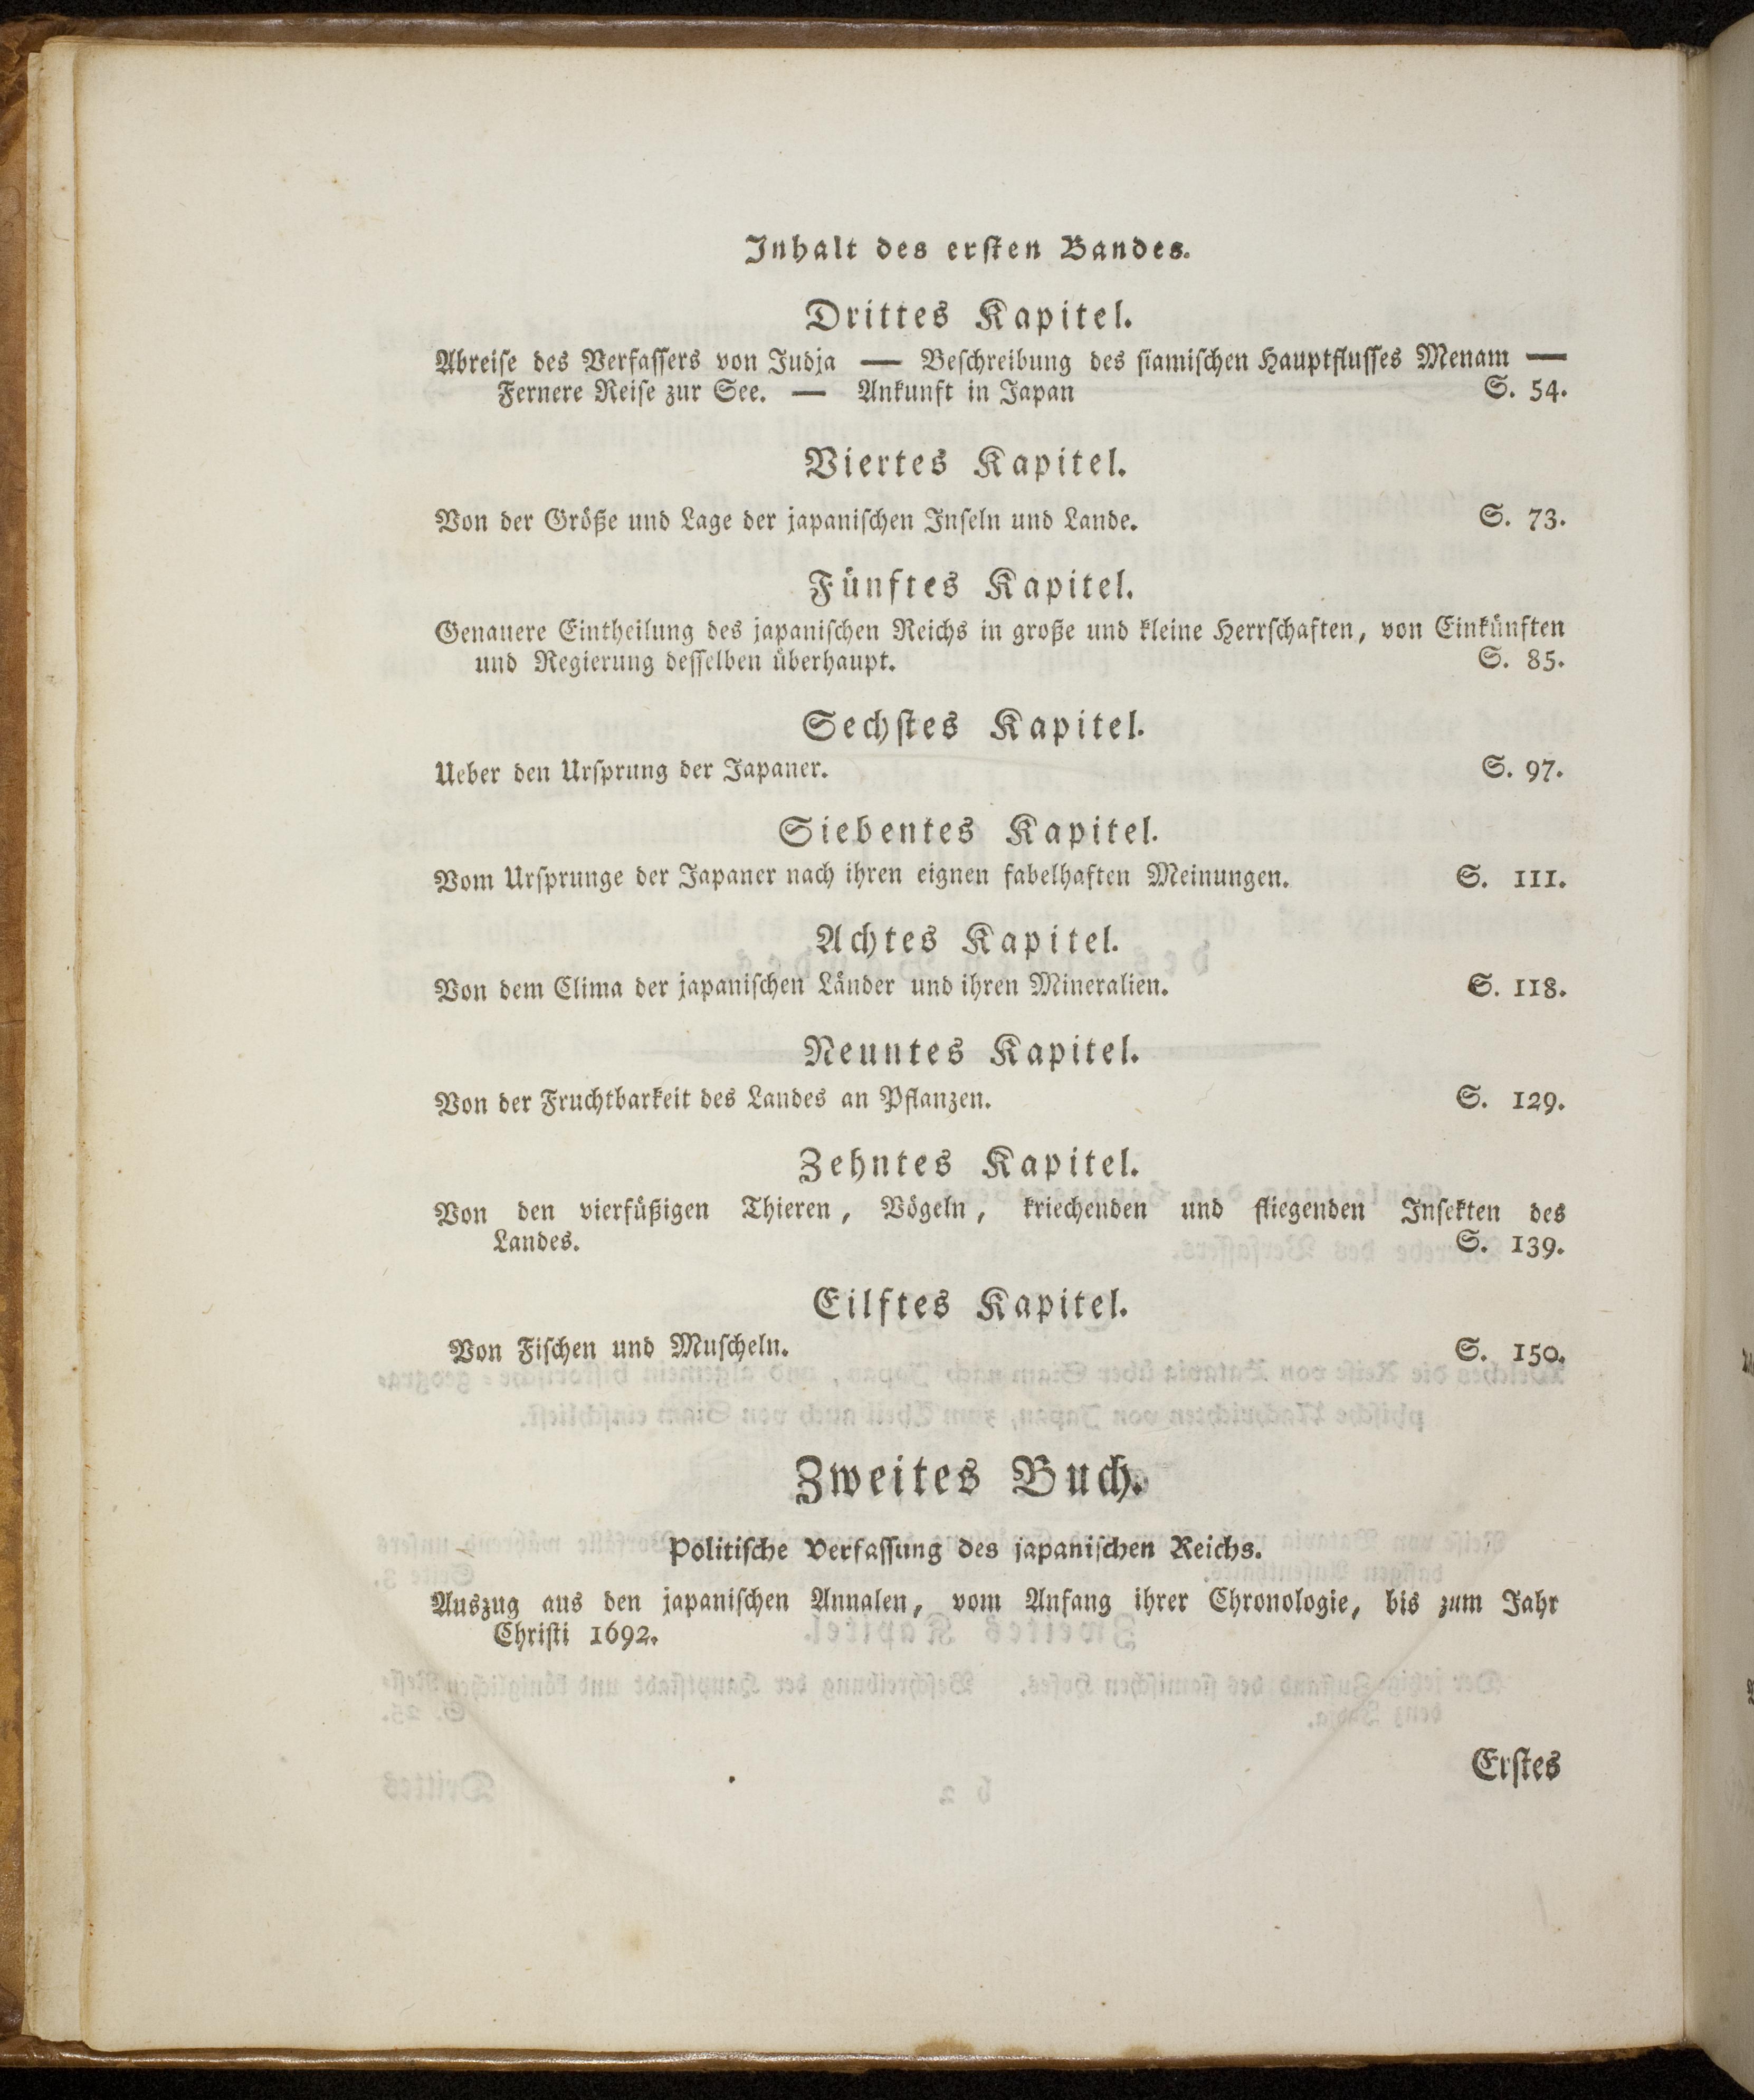 Inhalt des erſten Bandes.
Drittes Kapitel.
Abreiſe des Verfaſſers von Judja — Beſchreibung des ſiamiſchen Hauptfluſſes Menam —
Fernere Reiſe zur See. — Ankunft in Japan S. 54.
Viertes Kapitel.
Von der Größe und Lage der japaniſchen Inſeln und Lande. S. 73.
Fünftes Kapitel.
Genauere Eintheilung des japaniſchen Reichs in große und kleine Herrſchaften, von Einkünften
und Regierung deſſelben überhaupt. S. 85.
Sechſtes Kapitel.
Ueber den Urſprung der Japaner. S. 97.
Siebentes Kapitel.
Vom Urſprunge der Japaner nach ihren eignen fabelhaften Meinungen. S. 111.
Achtes Kapitel.
Von dem Clima der japaniſchen Länder und ihren Mineralien. S. 118.
Neuntes Kapitel.
Von der Fruchtbarkeit des Landes an Pflanzen. S. 129.
Zehntes Kapitel.
Von den vierfüßigen Thieren, Vögeln, kriechenden und fliegenden Inſekten des
Landes. S. 139.
Eilftes Kapitel.
Von Fiſchen und Muſcheln. S. 150.
Zweites Buch.
Politiſche Verfaſſung des japaniſchen Reichs.
Auszug aus den japaniſchen Annalen, vom Anfang ihrer Chronologie, bis zum Jahr
Chriſti 1692.
Erſtes